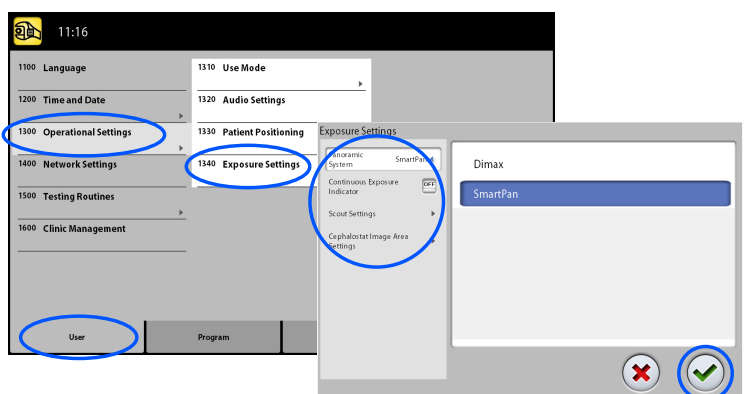 11:16
1100 Language
1200 Time and Date
1300 Operational Settings
1400 Network Settings
1500 Testing Routines
1600 Clinic Management
1310 Use Mode
1320 Audio Settings
1330 Patient Positioning
1340 Exposure Settings
User
Program
Exposure Settings
Panoramic
System
SmartPan
Continuous Exposure
Indicator
OFF
Scout Settings
Cephalostat Image Area
Settings
Dimax
SmartPan